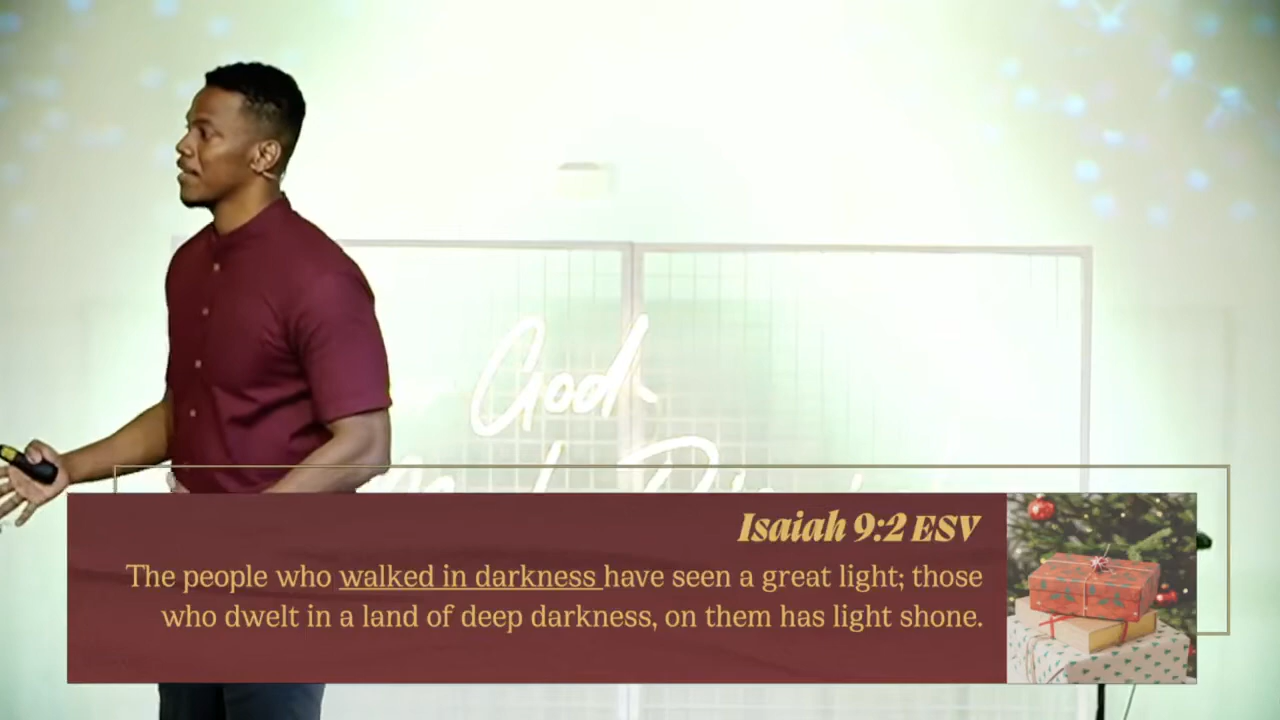 God
Isaiah 9:2 ESV
The people who walked in darkness have seen a great light; those
who dwelt in a land of deep darkness, on them has light shone.